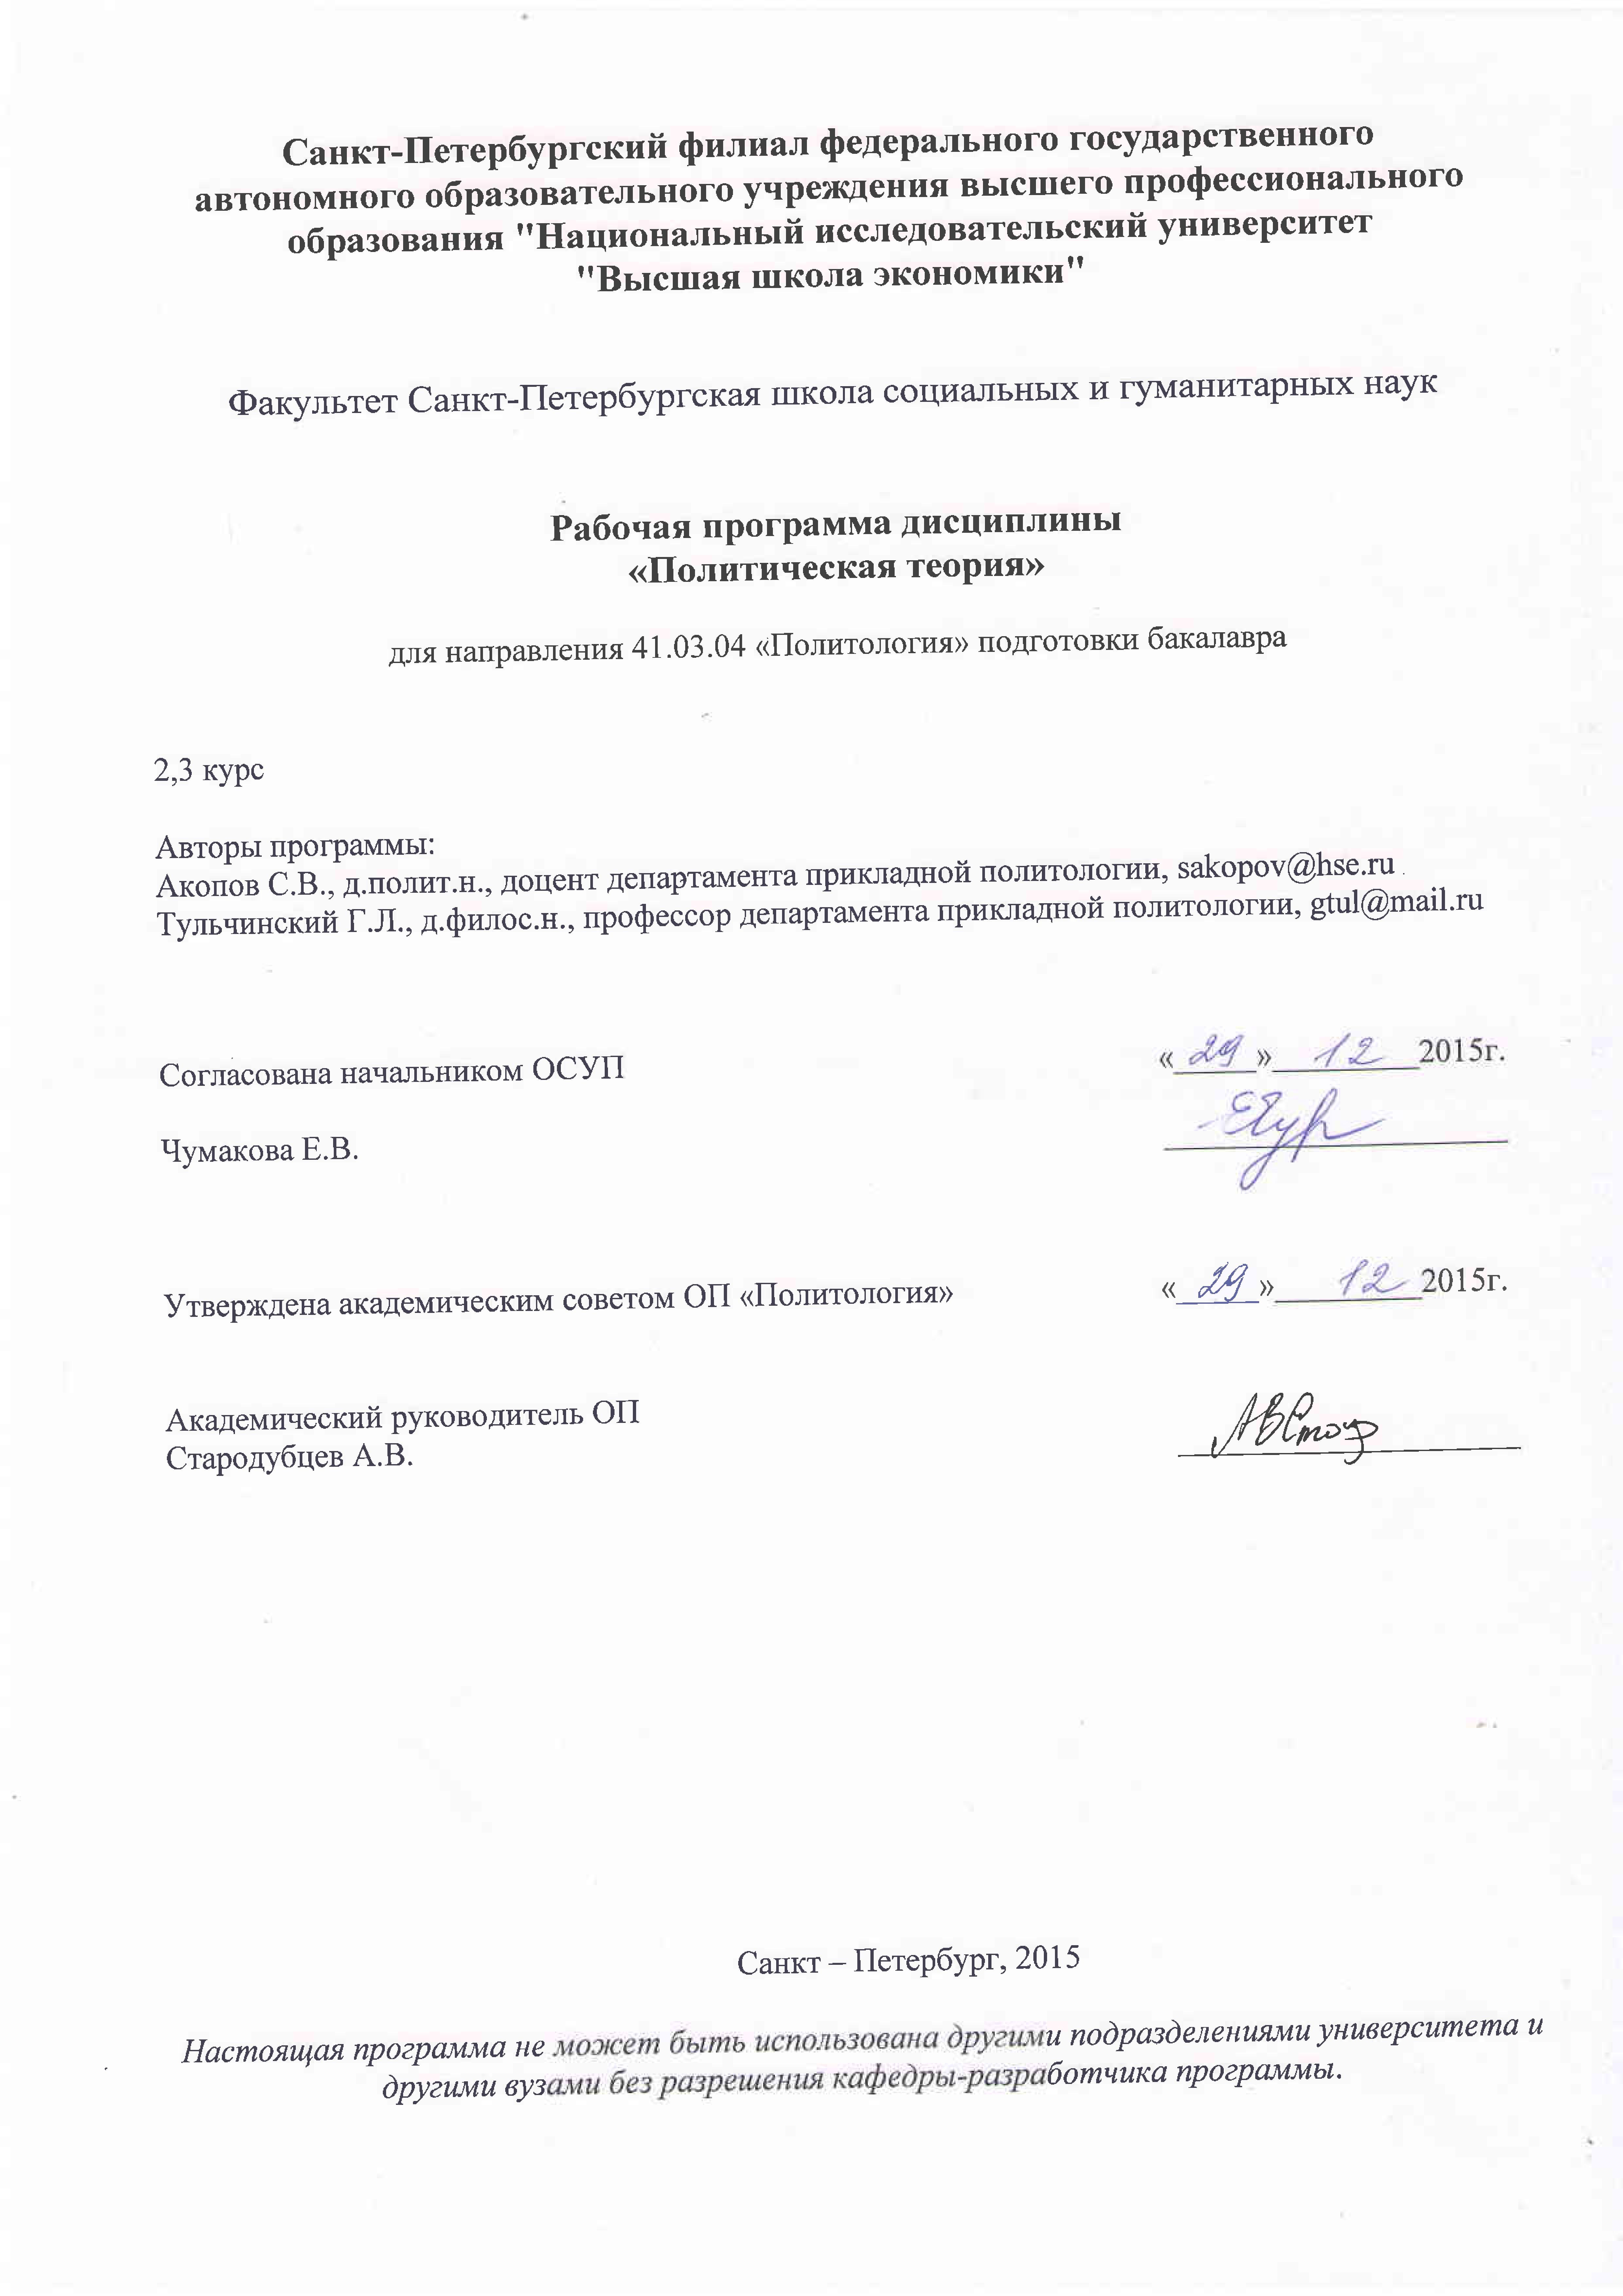 Санкт-Петербургский филиал федерального государственного
автономного образовательного учреждения высшего профессионального
образования "Национальный исследовательский университет
"Высшая школа экономики"
Факультет Санкт-Петербургская школа социальных и гуманитарных наук
Рабочая программа дисциплины
«Политическая теория»
для направления 41.03.04 «Политология» подготовки бакалавра
2,3 курс
Авторы программы:
Акопов С.В., д.полит.н., доцент департамента прикладной политологии, sakopov@hse.ru
Тульчинский Г.Л., д.филос.н., профессор департамента прикладной политологии, gtul@mail.ru
Согласована начальником ОСУП «29» 12 2015г.
Чумакова Е.В.
Утверждена академическим советом ОП «Политология» «29» 12 2015г.
Академический руководитель ОП
Стародубцев А.В.
Санкт – Петербург, 2015
Настоящая программа не может быть использована другими подразделениями университета и
другими вузами без разрешения кафедры-разработчика программы.